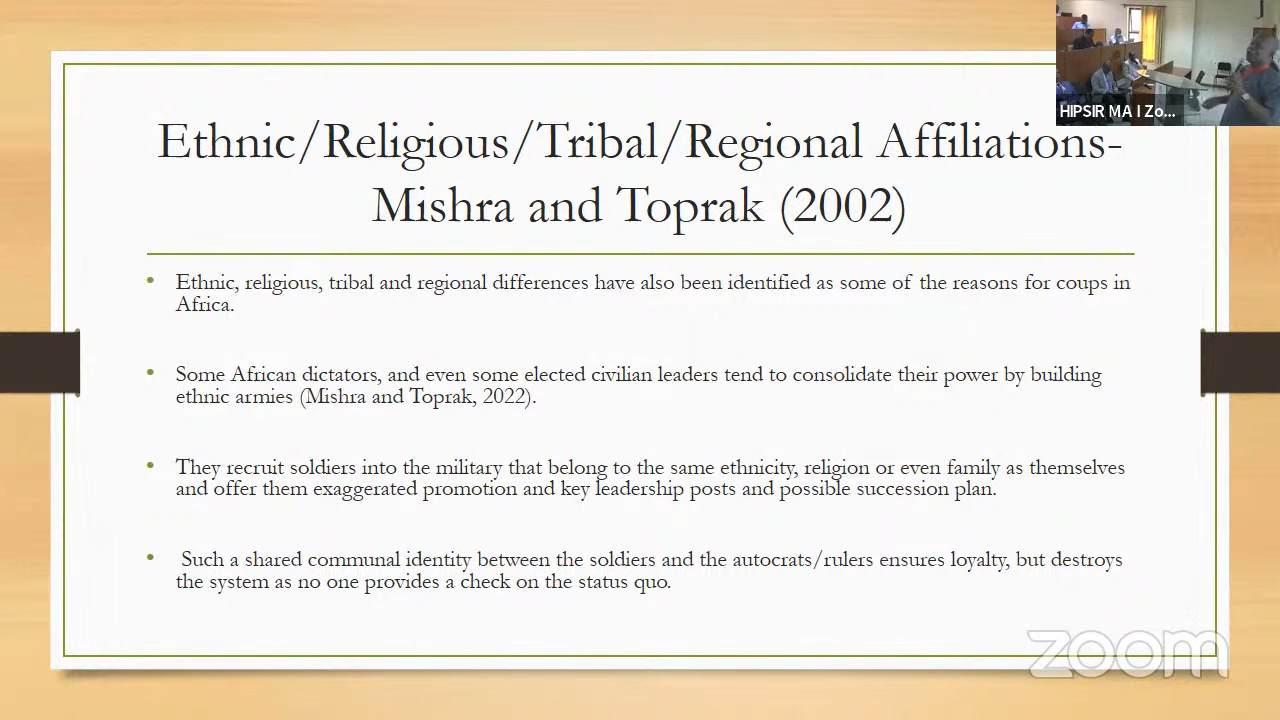 HIPSIR MA I Zo...
Ethnic/Religious/Tribal/Regional Affiliations-
Mishra and Toprak (2002)
• Ethnic, religious, tribal and regional differences have also been identified as some of the reasons for coups in
Africa.
• Some African dictators, and even some elected civilian leaders tend to consolidate their power by building
ethnic armies (Mishra and Toprak, 2022).
• They recruit soldiers into the military that belong to the same ethnicity, religion or even family as themselves
and offer them exaggerated promotion and key leadership posts and possible succession plan.
• Such a shared communal identity between the soldiers and the autocrats/rulers ensures loyalty, but destroys
the system as no one provides a check on the status quo.
zoom